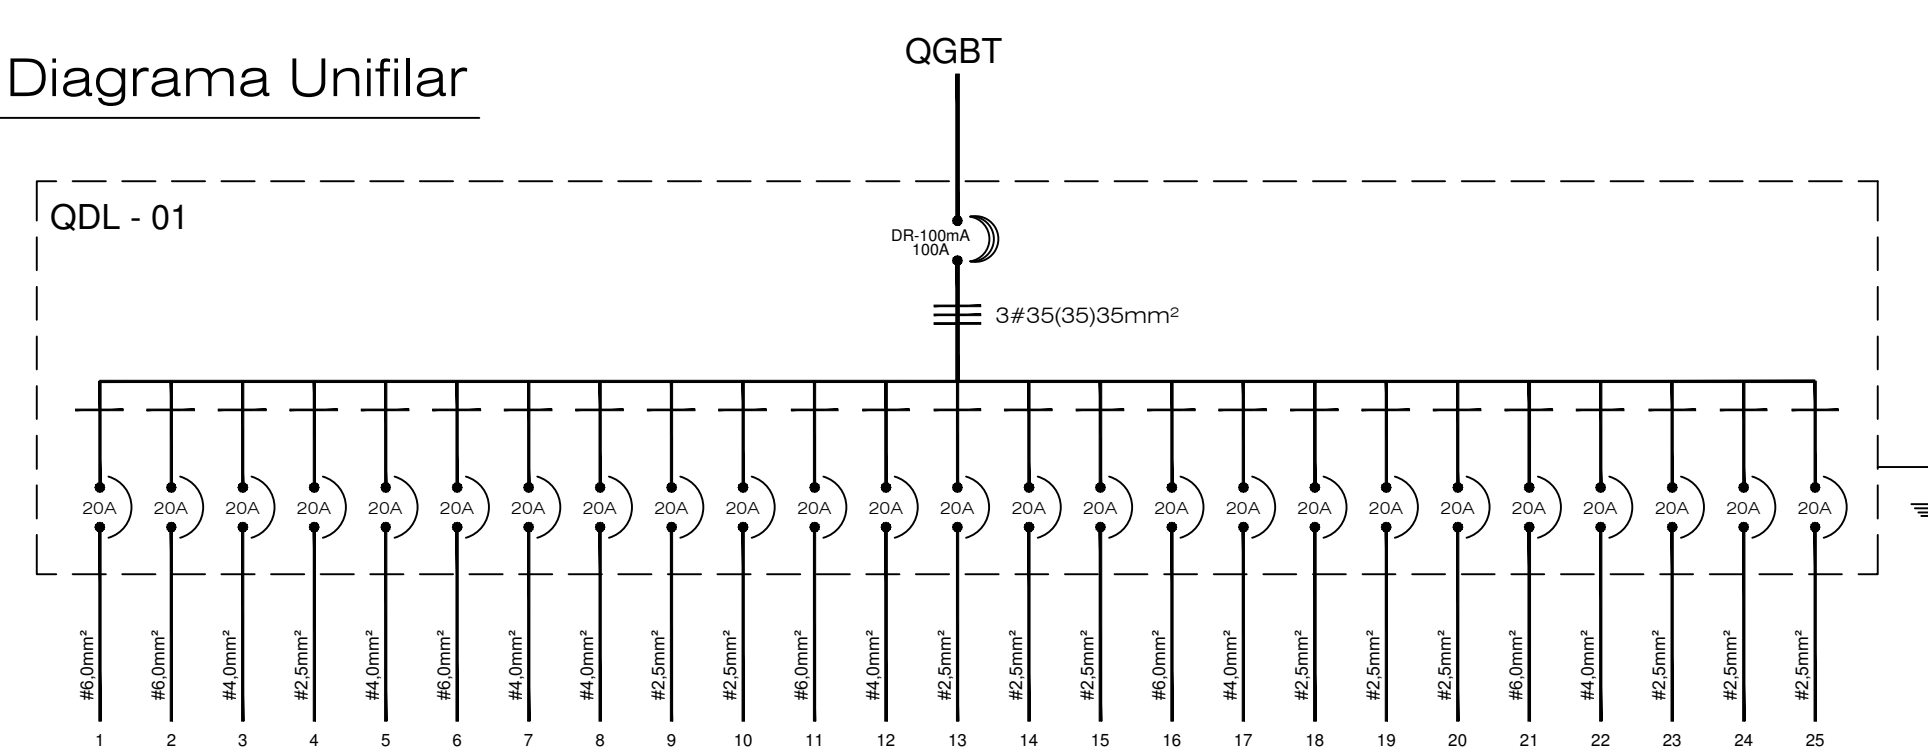 QGBT
Diagrama Unifilar
QDL - 01
DR-100mA
100A
3#35(35)35mm²
20A 20A 20A 20A 20A 20A 20A 20A 20A 20A 20A 20A 20A 20A 20A 20A 20A 20A 20A 20A 20A 20A 20A 20A 20A
#6,0mm² #6,0mm² #4,0mm² #2,5mm² #4,0mm² #6,0mm² #4,0mm² #4,0mm² #2,5mm² #2,5mm² #6,0mm² #4,0mm² #2,5mm² #2,5mm² #2,5mm² #6,0mm² #4,0mm² #2,5mm² #2,5mm² #2,5mm² #6,0mm² #4,0mm² #2,5mm² #2,5mm² #2,5mm²
1 2 3 4 5 6 7 8 9 10 11 12 13 14 15 16 17 18 19 20 21 22 23 24 25